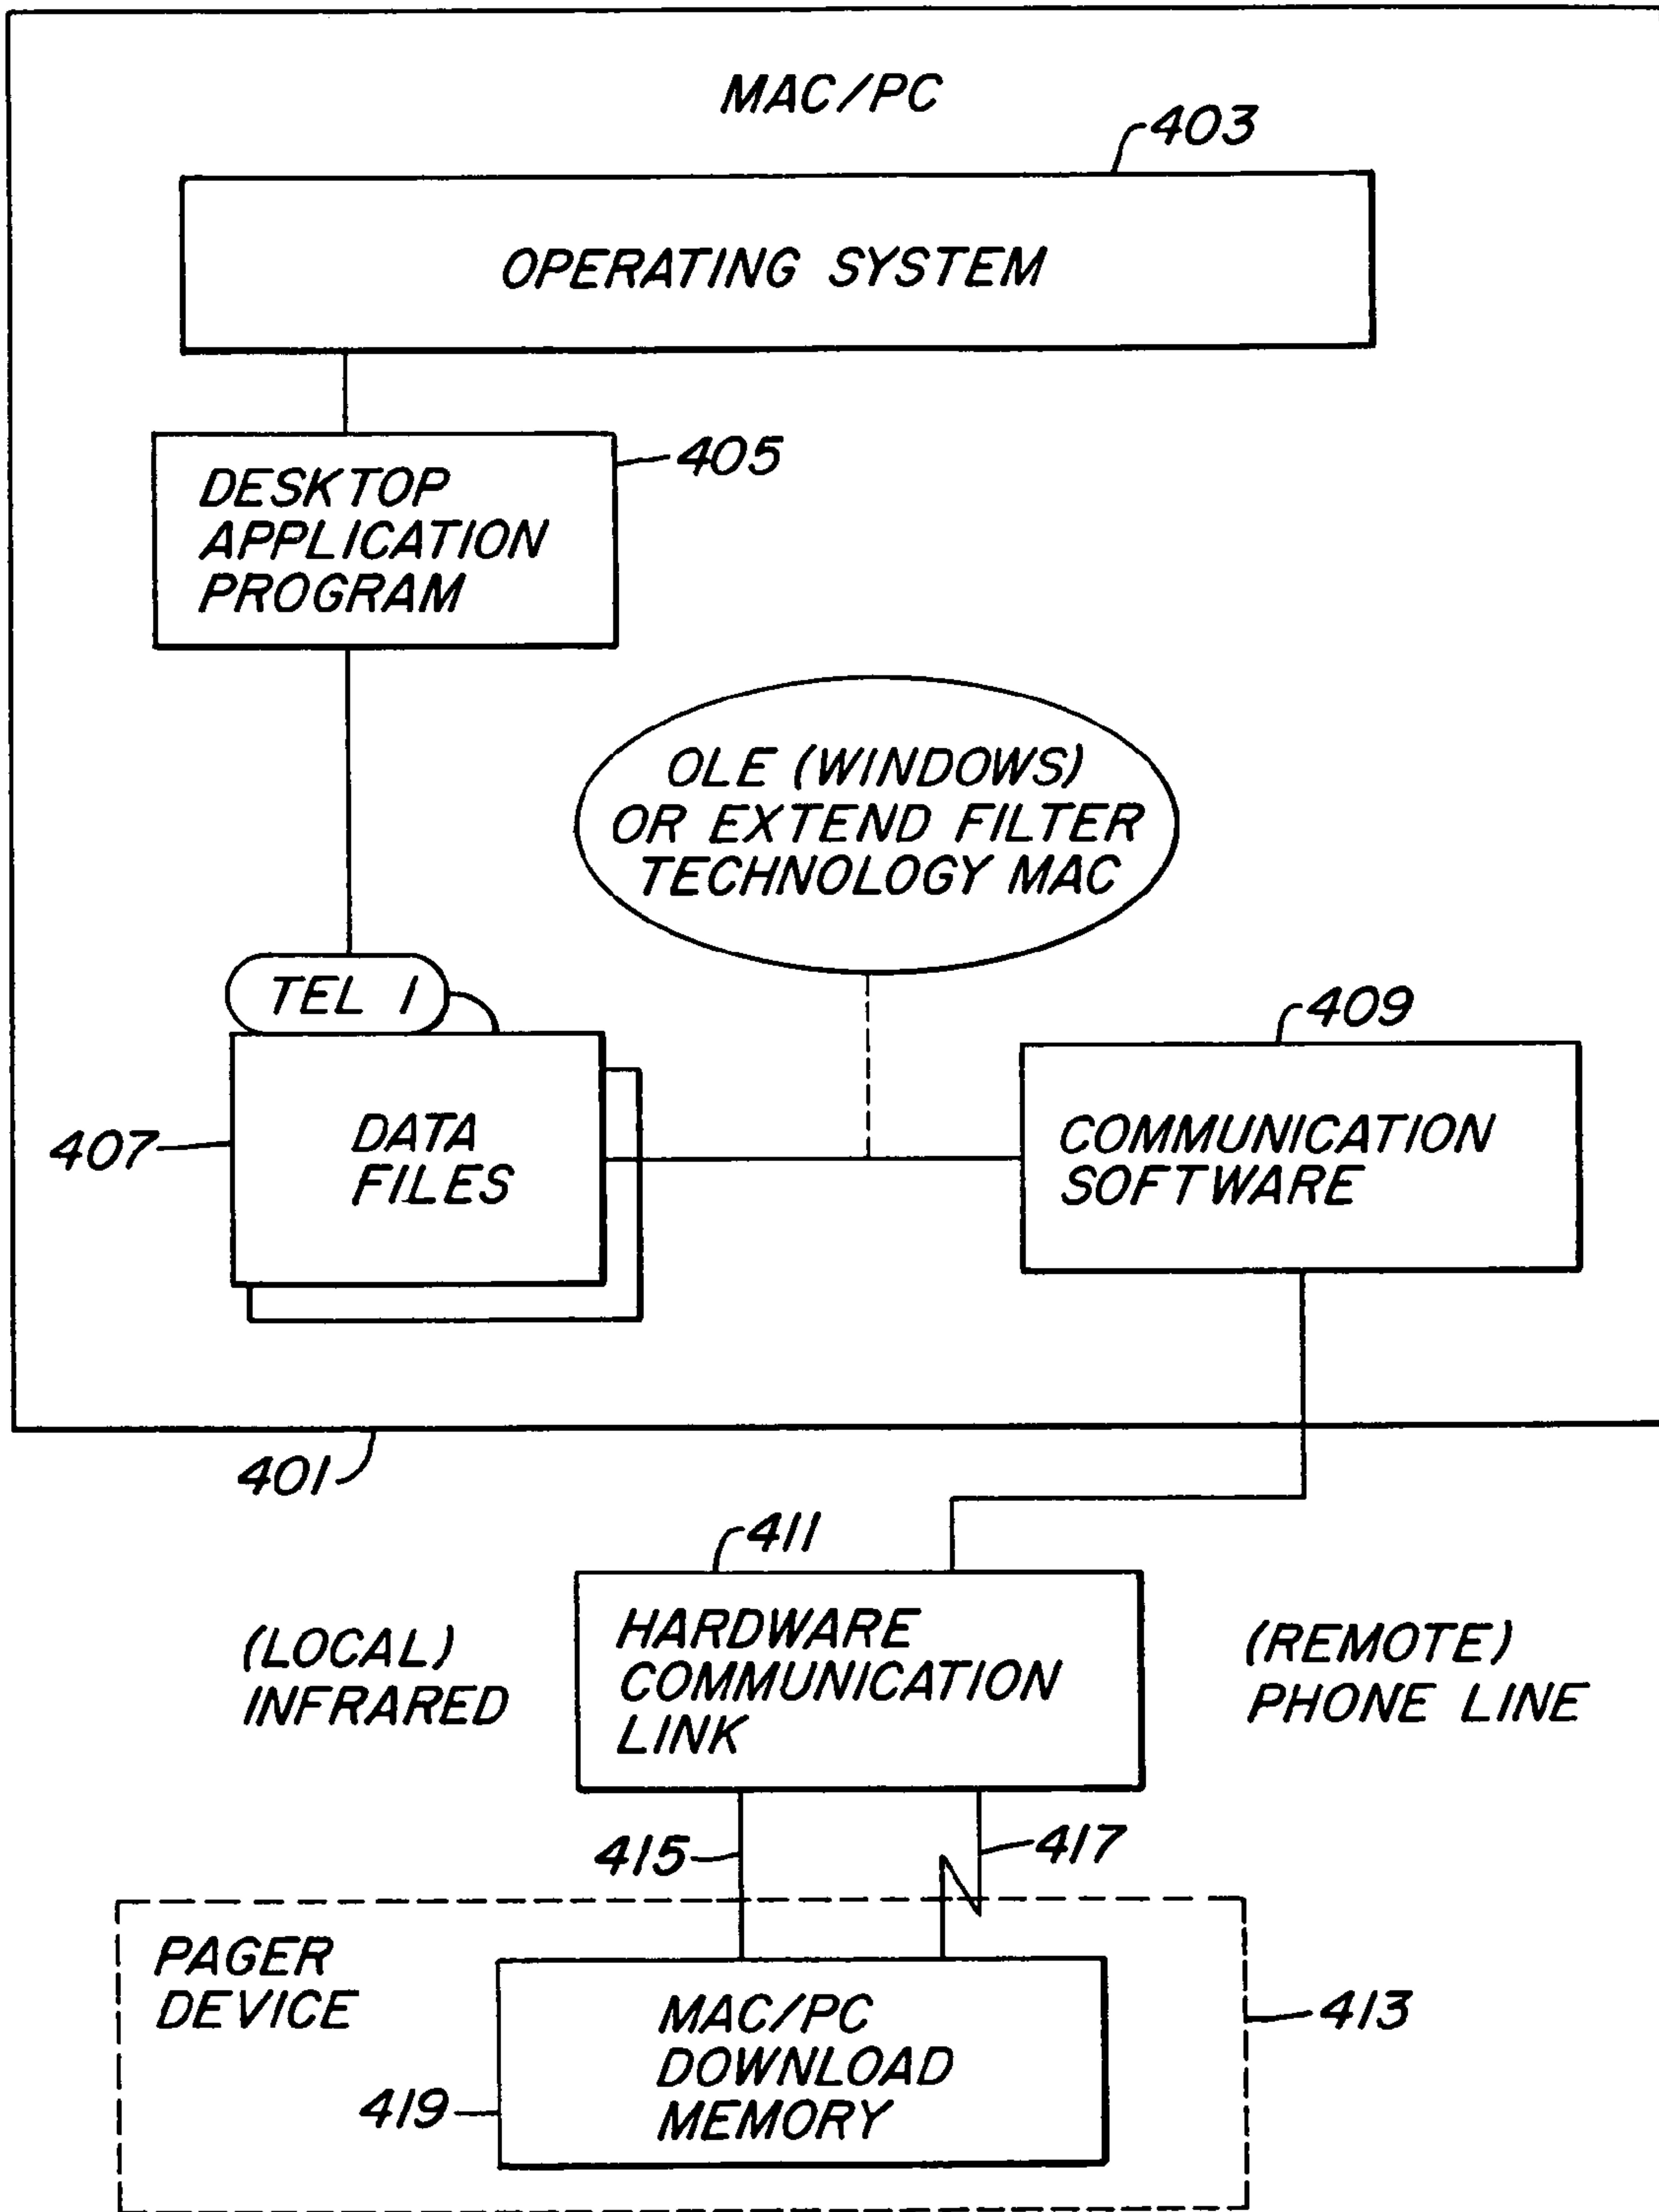 MAC/PC
403
OPERATING SYSTEM
405
DESKTOP
APPLICATION
PROGRAM
OLE (WINDOWS)
OR EXTEND FILTER
TECHNOLOGY MAC
TEL 1
409
407
DATA
FILES
COMMUNICATION
SOFTWARE
401
411
(LOCAL)
INFRARED
HARDWARE
COMMUNICATION
LINK
(REMOTE)
PHONE LINE
415
417
PAGER
DEVICE
413
MAC/PC
DOWNLOAD
MEMORY
419